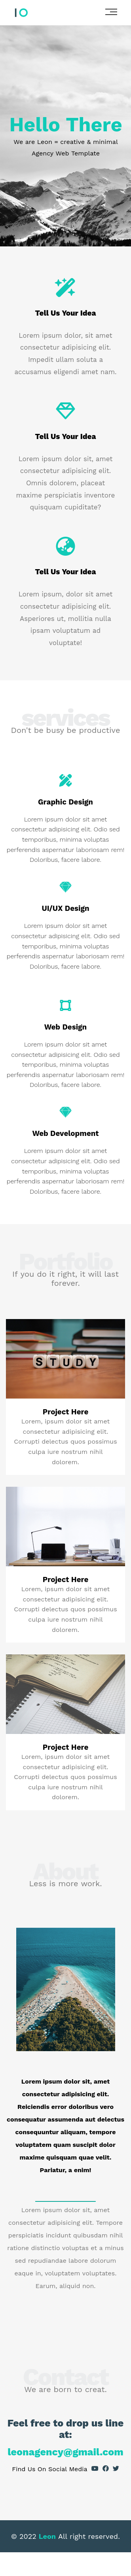 IO
Hello There
We are Leon = creative & minimal
Agency Web Template
Tell Us Your Idea
Lorem ipsum dolor, sit amet
consectetur adipisicing elit.
Impedit ullam soluta a
accusamus eligendi amet nam.
Tell Us Your Idea
Lorem ipsum dolor sit, amet
consectetur adipisicing elit.
Omnis dolorem, placeat
maxime perspiciatis inventore
quisquam cupiditate?
Tell Us Your Idea
Lorem ipsum, dolor sit amet
consectetur adipisicing elit.
Asperiores ut, mollitia nulla
ipsam voluptatum ad
voluptate!
services
Don't be busy be productive
Graphic Design
Lorem ipsum dolor sit amet
consectetur adipisicing elit. Odio sed
temporibus, minima voluptas
perferendis aspernatur laboriosam rem!
Doloribus, facere labore.
UI/UX Design
Lorem ipsum dolor sit amet
consectetur adipisicing elit. Odio sed
temporibus, minima voluptas
perferendis aspernatur laboriosam rem!
Doloribus, facere labore.
Web Design
Lorem ipsum dolor sit amet
consectetur adipisicing elit. Odio sed
temporibus, minima voluptas
perferendis aspernatur laboriosam rem!
Doloribus, facere labore.
Web Development
Lorem ipsum dolor sit amet
consectetur adipisicing elit. Odio sed
temporibus, minima voluptas
perferendis aspernatur laboriosam rem!
Doloribus, facere labore.
Portfolio
If you do it right, it will last
forever.
STUDY
Project Here
Lorem, ipsum dolor sit amet
consectetur adipisicing elit.
Corrupti delectus quos possimus
culpa iure nostrum nihil
dolorem.
Project Here
Lorem, ipsum dolor sit amet
consectetur adipisicing elit.
Corrupti delectus quos possimus
culpa iure nostrum nihil
dolorem.
Project Here
Lorem, ipsum dolor sit amet
consectetur adipisicing elit.
Corrupti delectus quos possimus
culpa iure nostrum nihil
dolorem.
About
Less is more work.
Lorem ipsum dolor sit, amet
consectetur adipisicing elit.
Reiciendis error doloribus vero
consequatur assumenda aut delectus
consequuntur aliquam, tempore
voluptatem quam suscipit dolor
maxime quisquam quae velit.
Pariatur, a enim!
Lorem ipsum dolor sit, amet
consectetur adipisicing elit. Tempore
perspiciatis incidunt quibusdam nihil
ratione distinctio voluptas et a minus
sed repudiandae labore dolorum
eaque in, voluptatem voluptates.
Earum, aliquid non.
Contact
We are born to creat.
Feel free to drop us line
at:
leonagency@gmail.com
Find Us On Social Media
© 2022 Leon All right reserved.